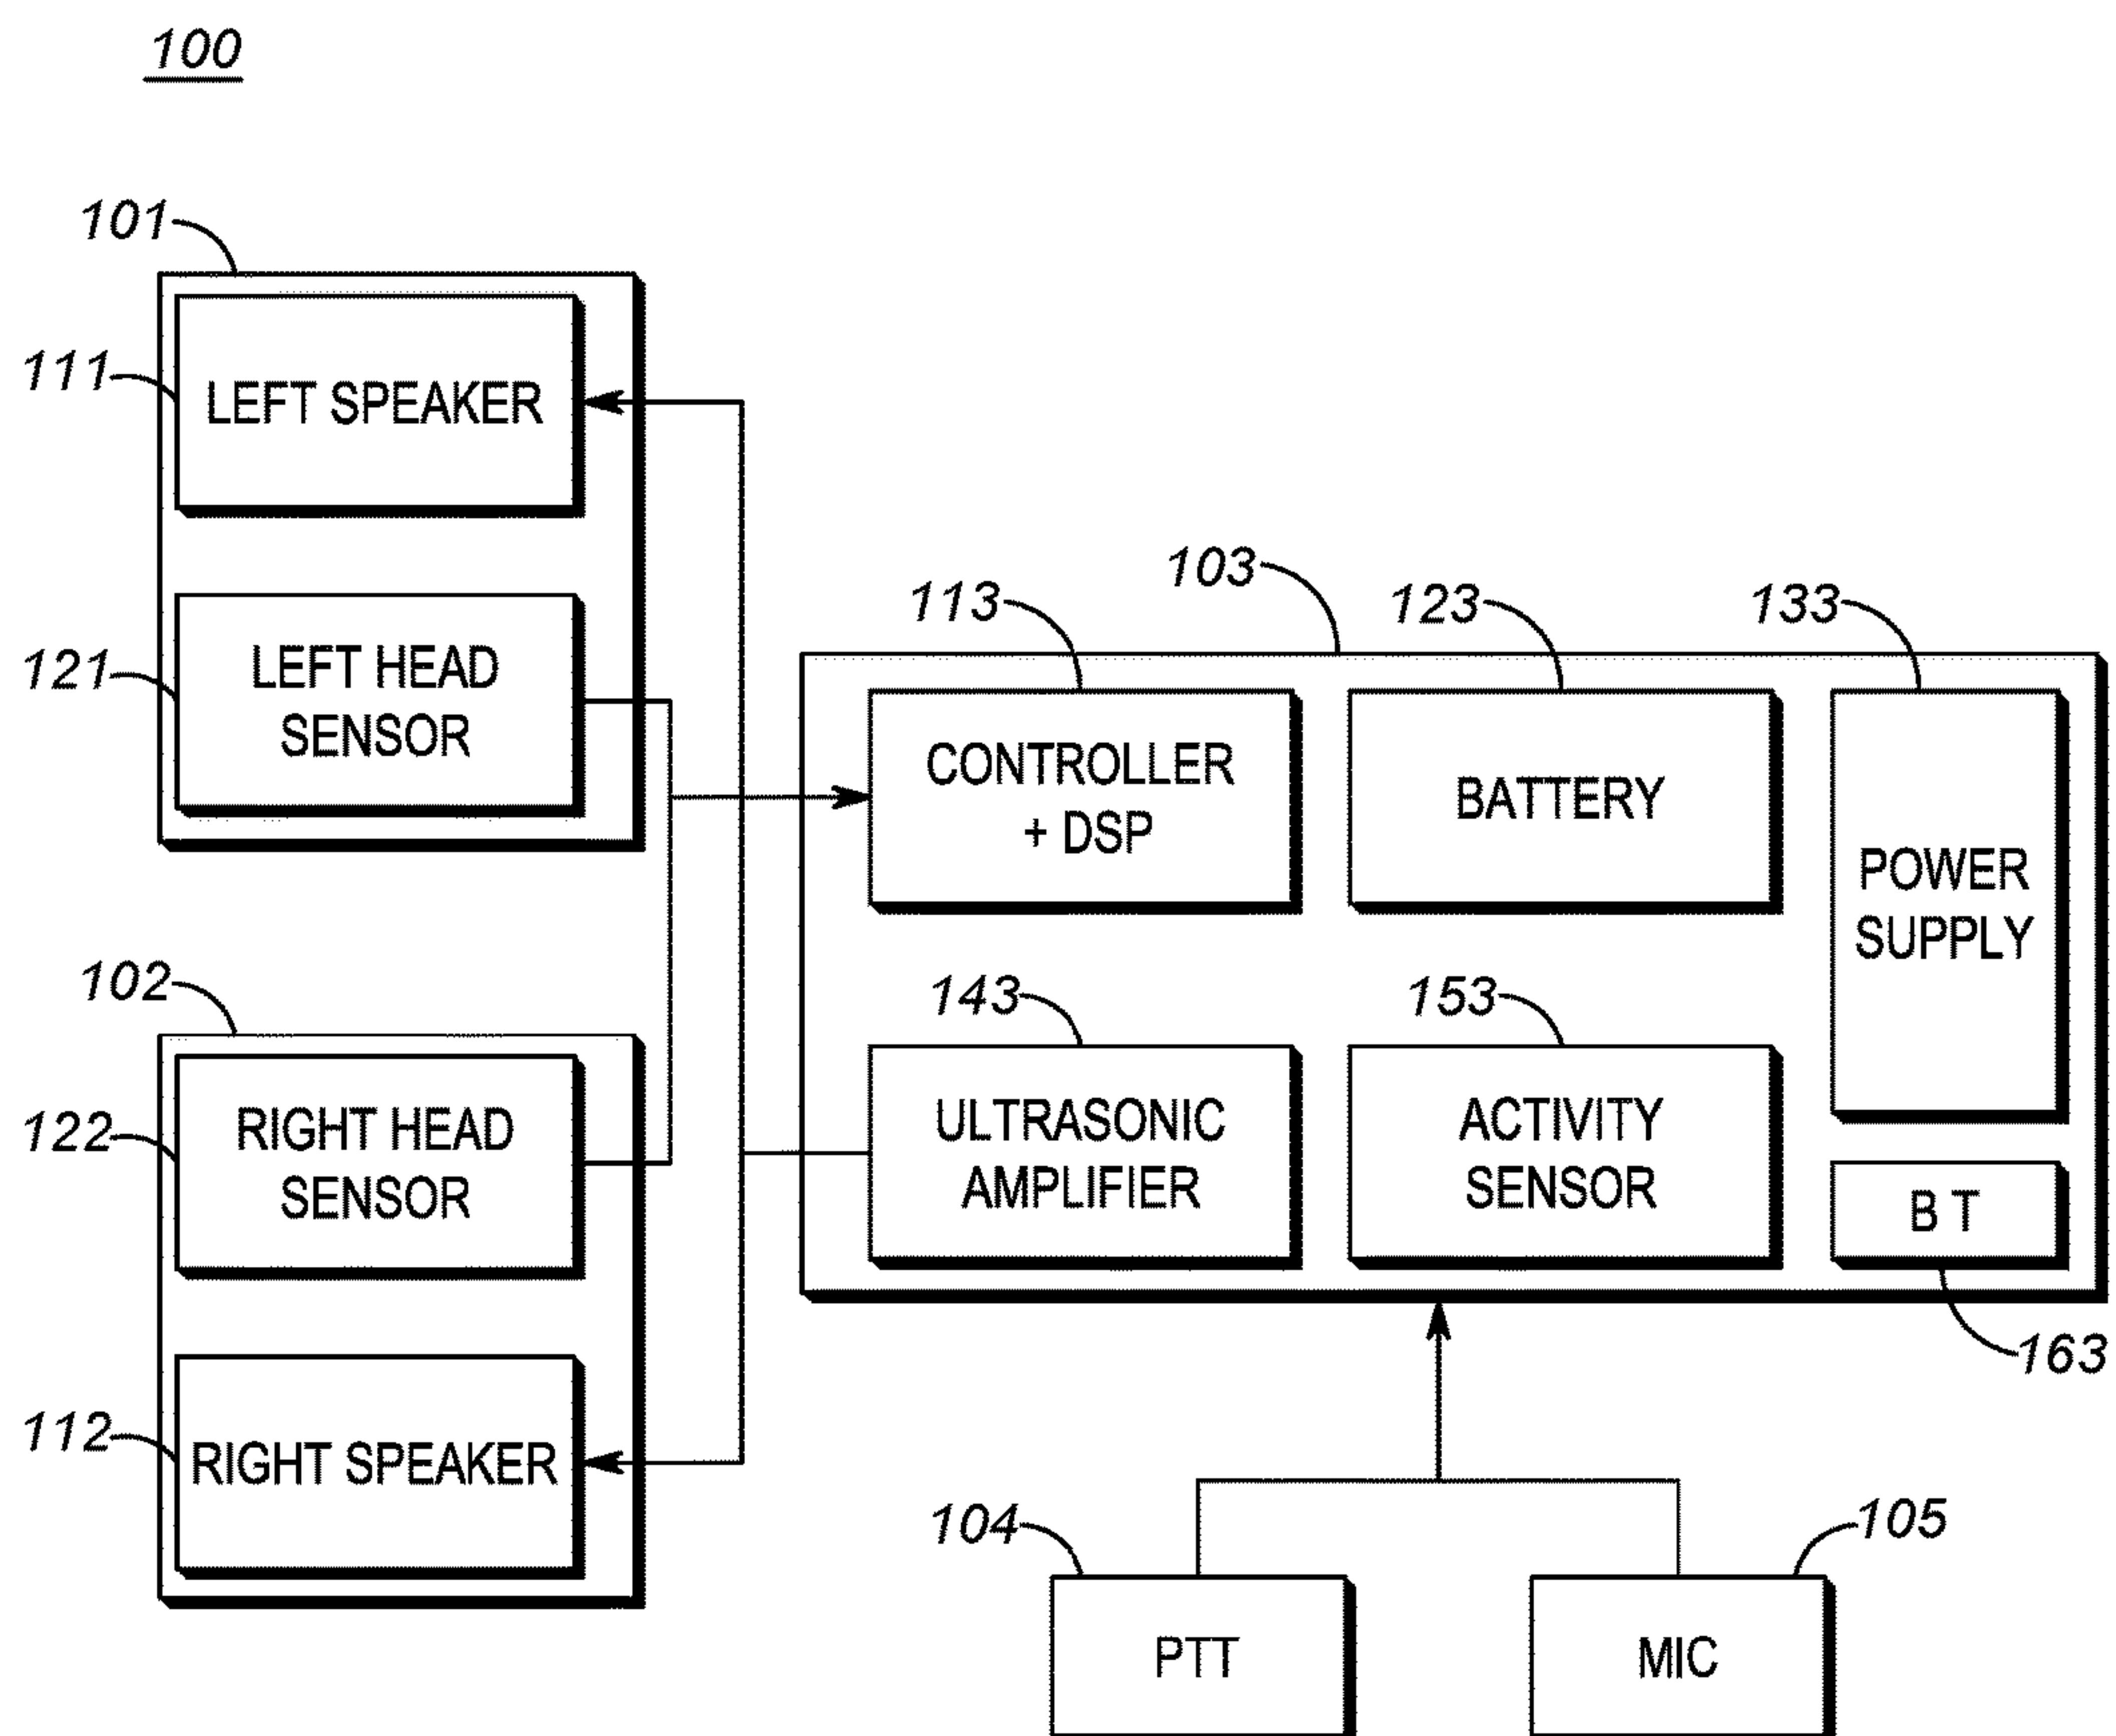 100
101
111
LEFT SPEAKER
121
LEFT HEAD
SENSOR
102
122
RIGHT HEAD
SENSOR
112
RIGHT SPEAKER
103
113
CONTROLLER
+ DSP
123
BATTERY
133
POWER
SUPPLY
143
ULTRASONIC
AMPLIFIER
153
ACTIVITY
SENSOR
B T
163
104
PTT
105
MIC